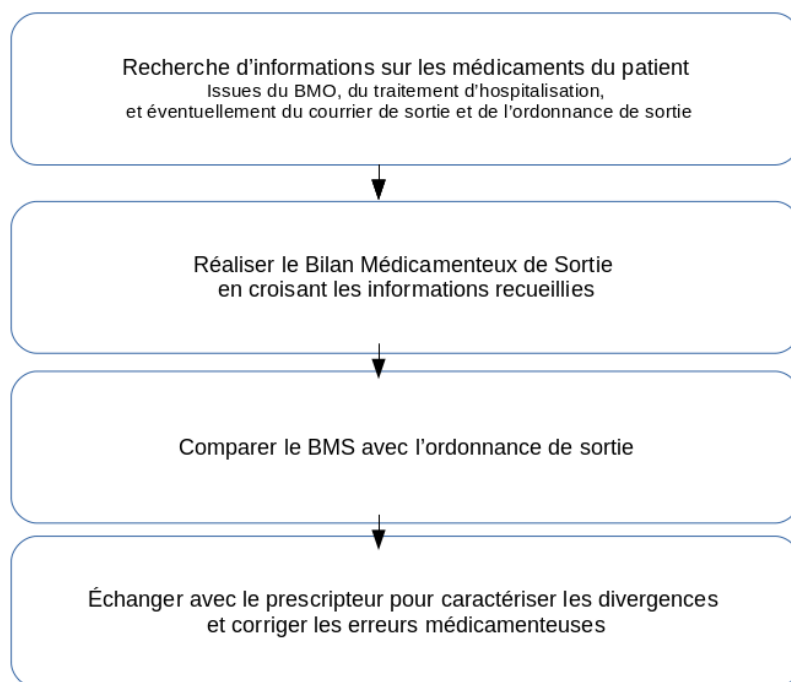 Recherche d’informations sur les médicaments du patient
Issues du BMO, du traitement d’hospitalisation,
et éventuellement du courrier de sortie et de l’ordonnance de sortie
Réaliser le Bilan Médicamenteux de Sortie
en croisant les informations recueillies
Comparer le BMS avec l’ordonnance de sortie
Échanger avec le prescripteur pour caractériser les divergences
et corriger les erreurs médicamenteuses